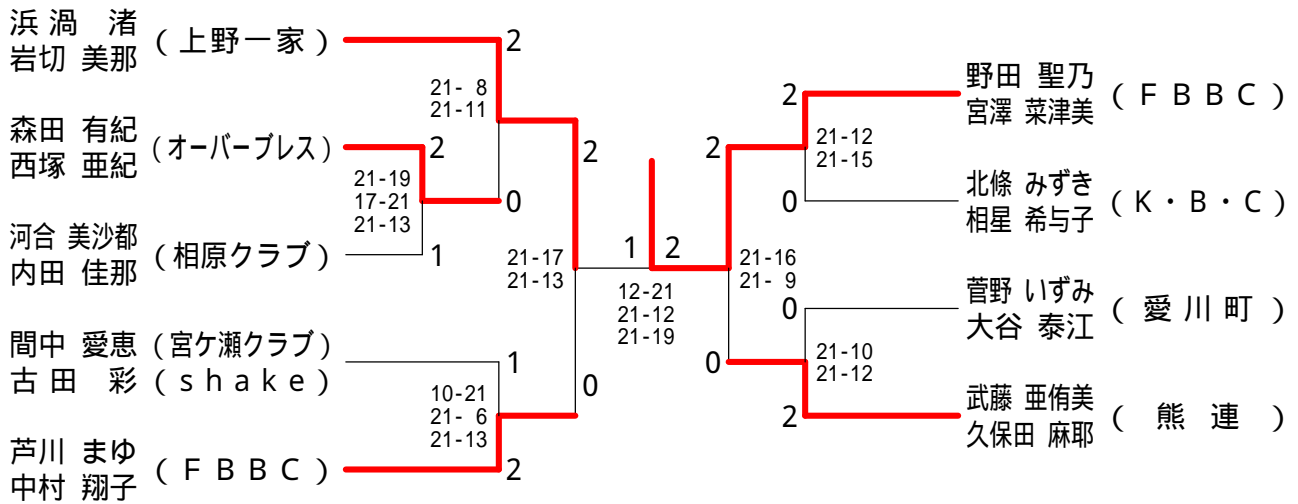 浜渦 渚
岩切 美那
(上野一家)
2
21- 8
21-11
森田 有紀
西塚 亜紀
(オーバーブレス)
2
2
0
21-19
17-21
21-13
河合 美沙都
内田 佳那
(相原クラブ)
1
21-17
21-13
間中 愛恵 (宮ケ瀬クラブ)
古田 彩 (shake)
1
0
10-21
21- 6
21-13
芦川 まゆ
中村 翔子
(FBBC)
2
1 2
12-21
21-12
21-19
野田 聖乃
宮澤 菜津美
(FBBC)
2
21-12
21-15
2
北條 みずき
相星 希与子
(K・B・C)
0
21-16
21- 9
菅野 いずみ
大谷 泰江
(愛川町)
0
21-10
21-12
0
武藤 亜侑美
久保田 麻耶
(熊連)
2